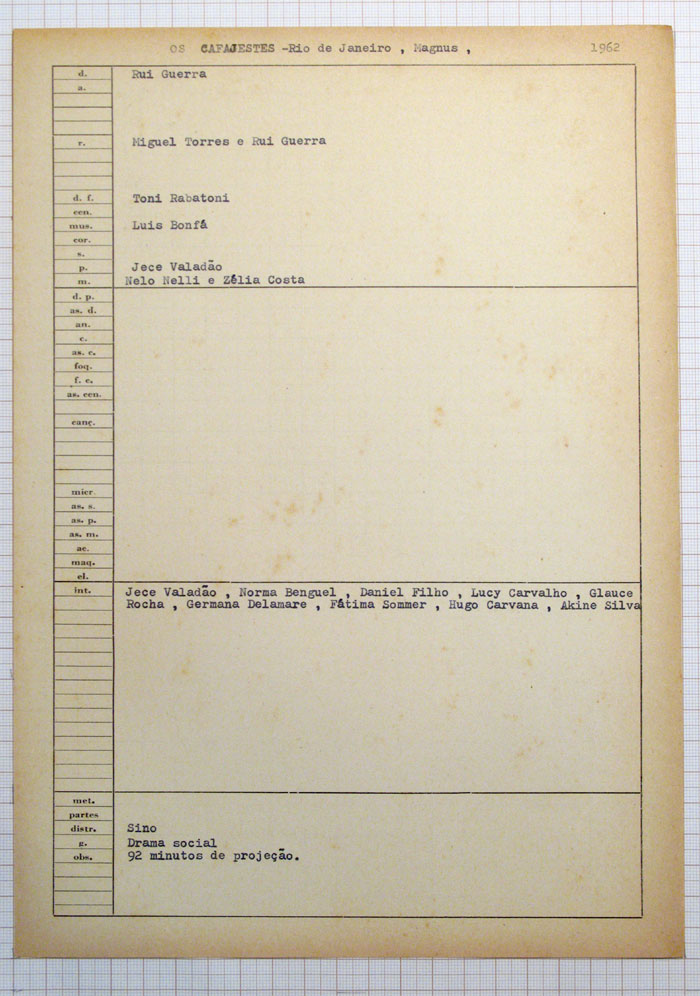 OS CAFAJESTES -Rio de Janeiro , Magnus , 1962
d. Rui Guerra
a.
r. Miguel Torres e Rui Guerra
d. f. Toni Rabatoni
cen.
mus. Luis Bonfá
cor.
s.
p. Jece Valadão
m. Nelo Nelli e Zélia Costa
d. p.
as. d.
an.
c.
as. c.
foq.
f. c.
as. cen.
canç.
micr.
as. s.
as. p.
as. m.
ac.
maq.
el.
int. Jece Valadão , Norma Benguel , Daniel Filho , Lucy Carvalho , Glauce
Rocha , Germana Delamare , Fátima Sommer , Hugo Carvana , Akine Silva
met.
partes
distr. Sino
g. Drama social
obs. 92 minutos de projeção.